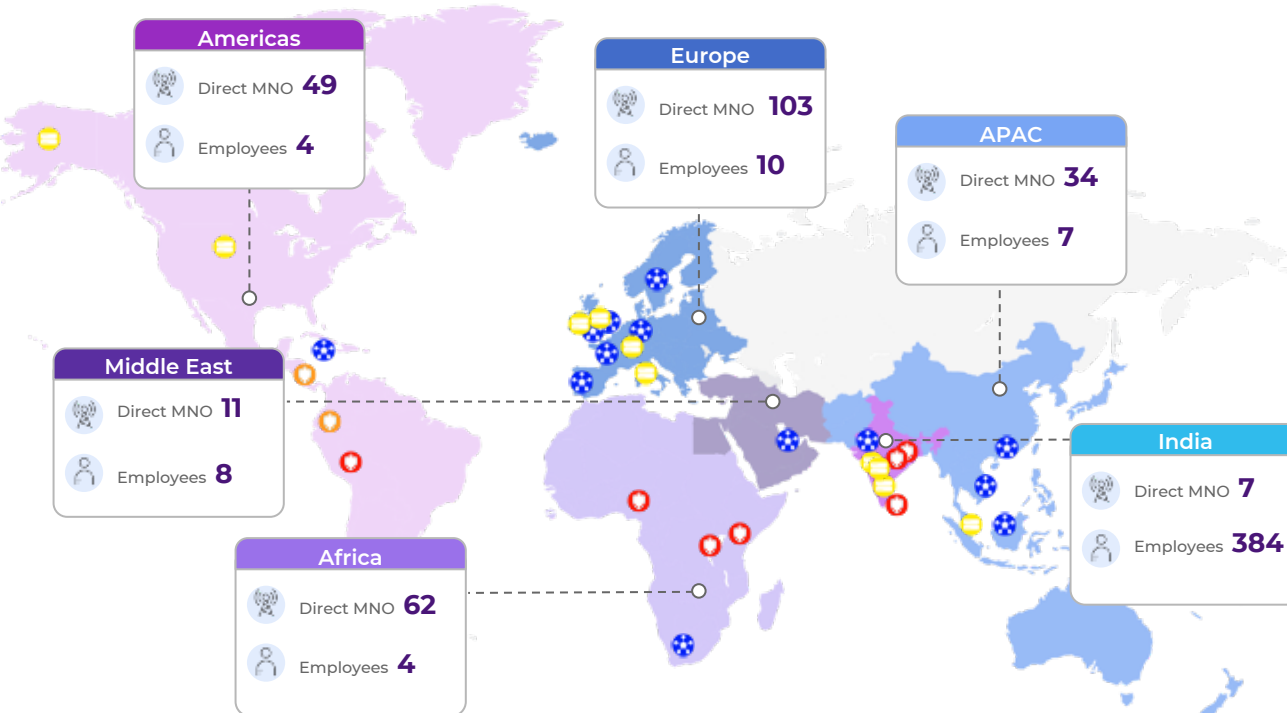 Americas
Direct MNO 49
Employees 4
Europe
Direct MNO 103
Employees 10
APAC
Direct MNO 34
Employees 7
Middle East
Direct MNO 11
Employees 8
India
Direct MNO 7
Employees 384
Africa
Direct MNO 62
Employees 4